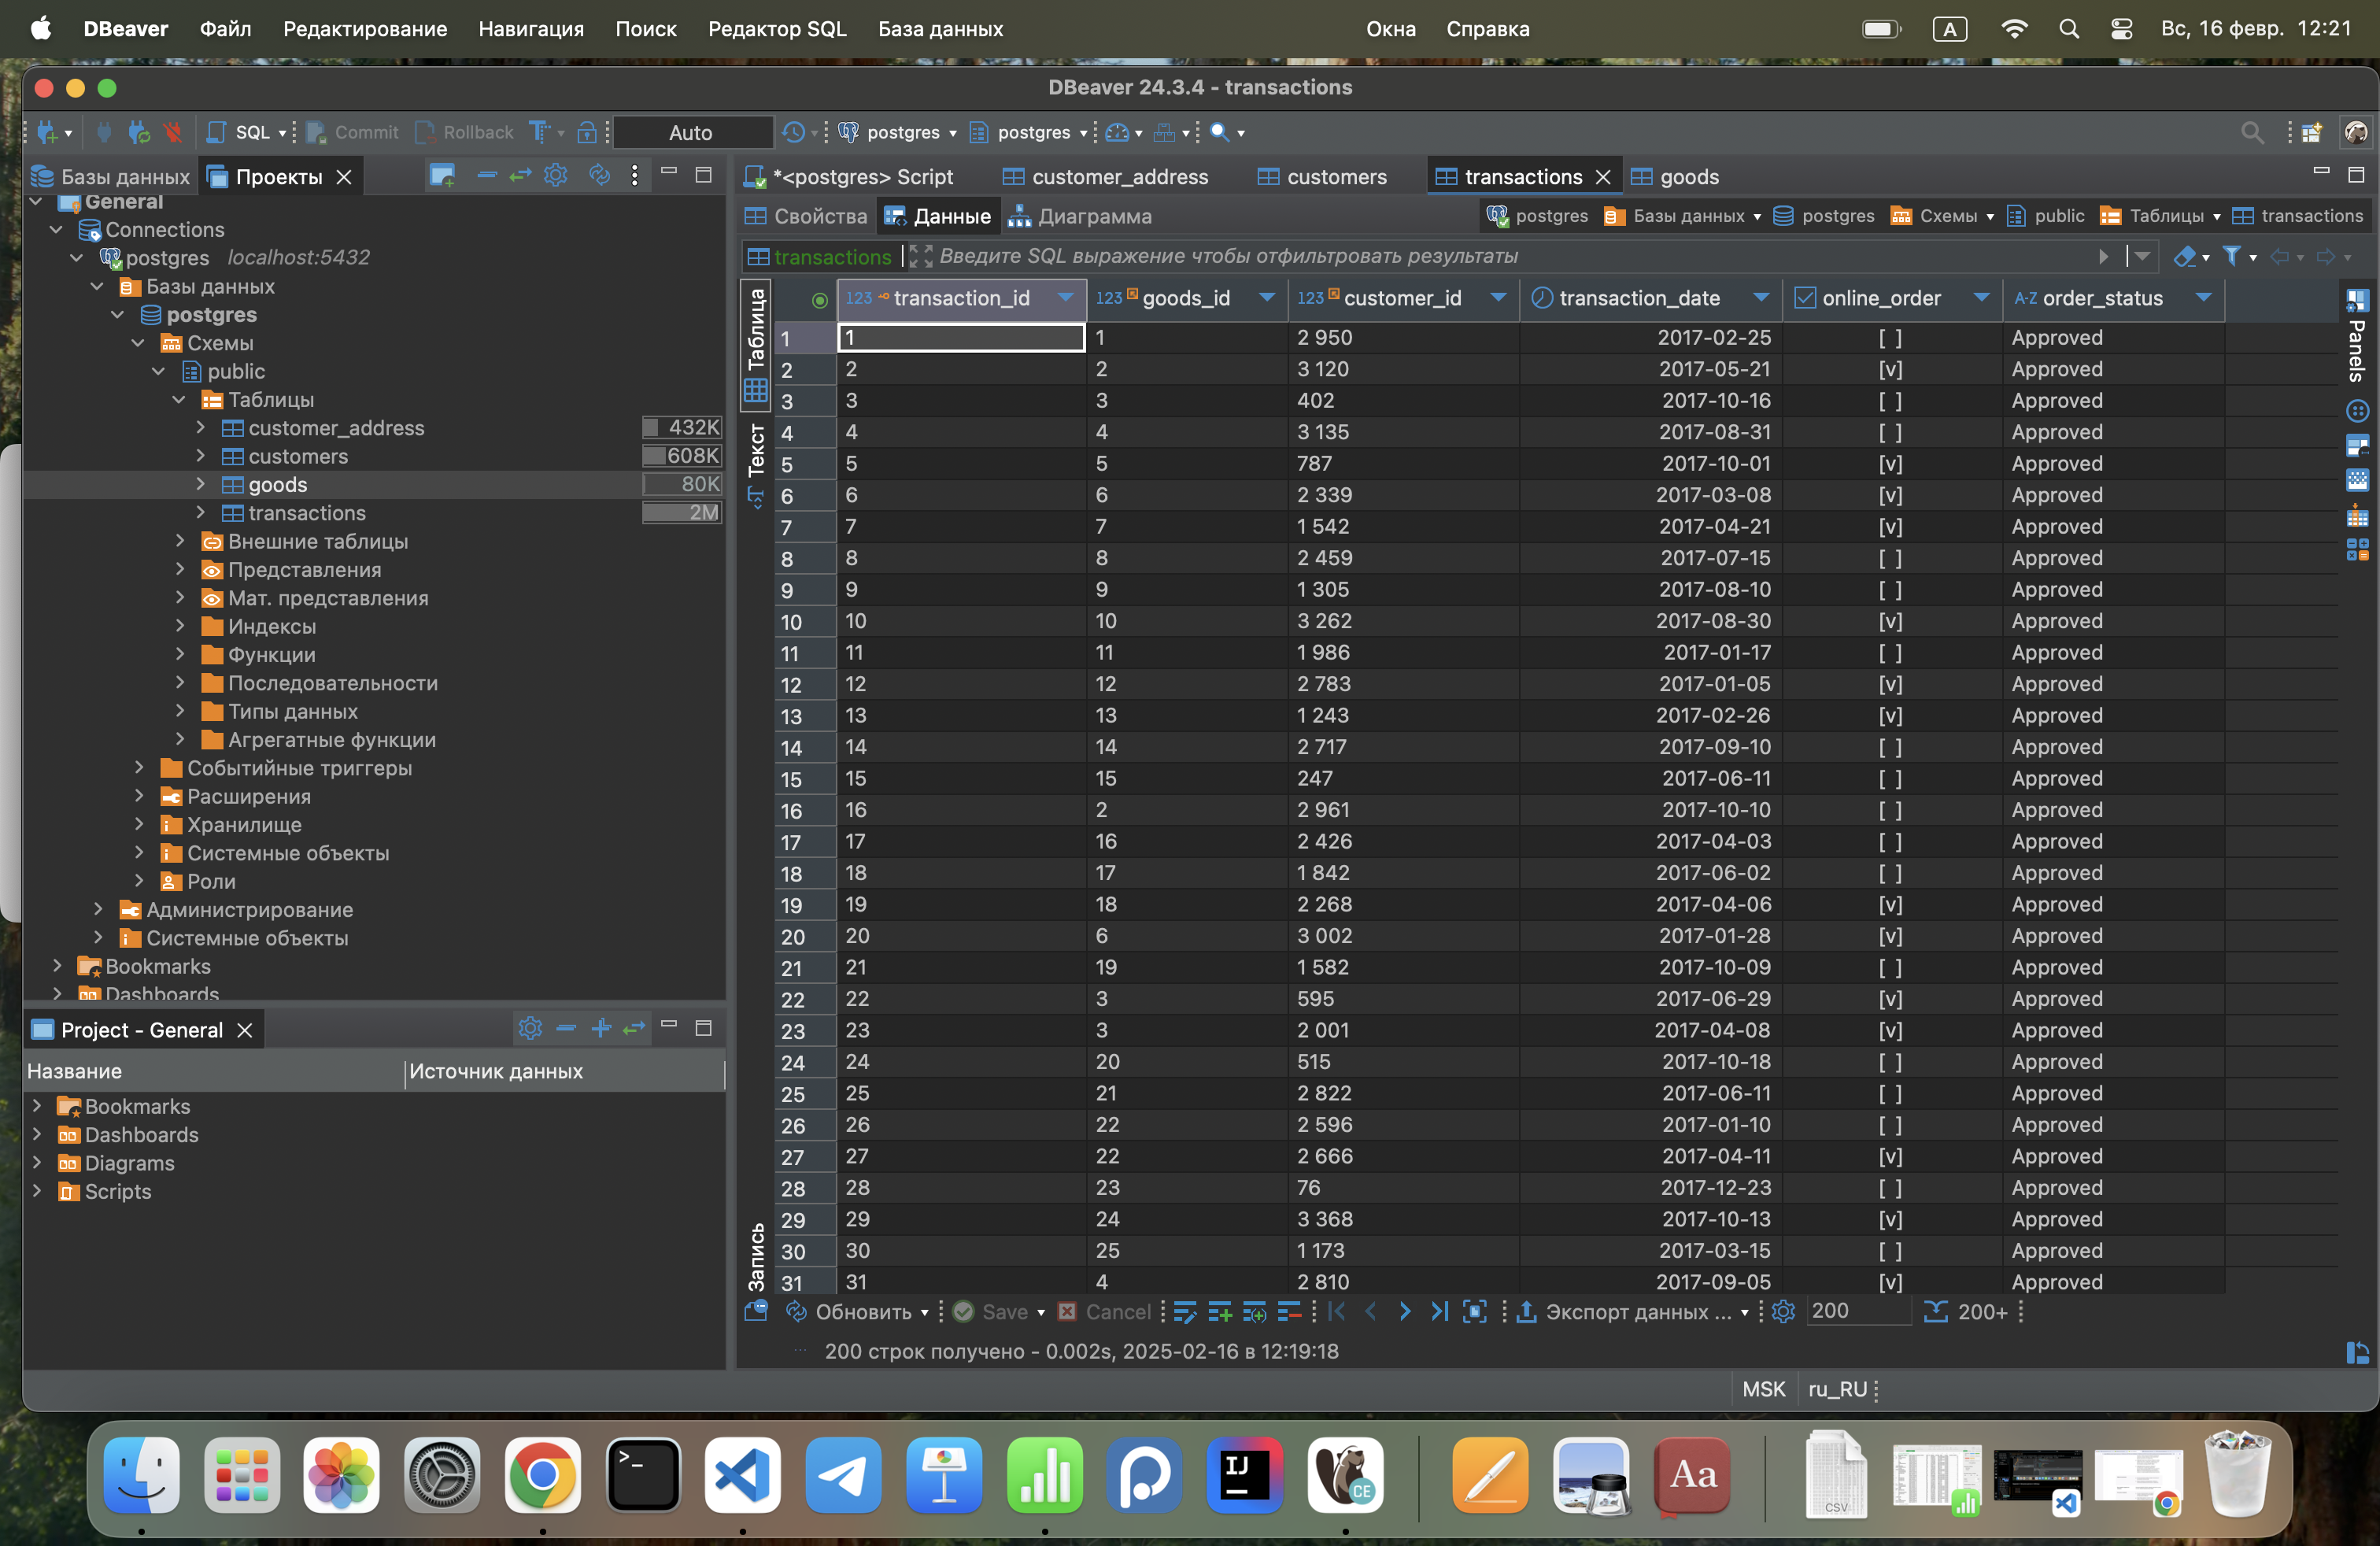 DBeaver Файл Редактирование Навигация Поиск Редактор SQL База данных Окна Справка A Вс, 16 февр. 12:21
DBeaver 24.3.4 - transactions
SQL Commit Rollback Auto postgres postgres
Базы данных Проекты
General
Connections
postgres localhost:5432
Базы данных
postgres
Схемы
public
Таблицы
customer_address 432K
customers 608K
goods 80K
transactions 2M
Внешние таблицы
Представления
Мат. представления
Индексы
Функции
Последовательности
Типы данных
Агрегатные функции
Событийные триггеры
Расширения
Хранилище
Системные объекты
Роли
Администрирование
Системные объекты
Bookmarks
Dashboards
Project - General
Название Источник данных
Bookmarks
Dashboards
Diagrams
Scripts
*<postgres> Script customer_address customers transactions goods
Свойства Данные Диаграмма postgres Базы данных postgres Схемы public Таблицы transactions
transactions Введите SQL выражение чтобы отфильтровать результаты
Таблица
Текст
Запись
123 transaction_id 123 goods_id 123 customer_id transaction_date online_order A-Z order_status
1 1 1 2 950 2017-02-25 [ ] Approved
2 2 2 3 120 2017-05-21 [v] Approved
3 3 3 402 2017-10-16 [ ] Approved
4 4 4 3 135 2017-08-31 [ ] Approved
5 5 5 787 2017-10-01 [v] Approved
6 6 6 2 339 2017-03-08 [v] Approved
7 7 7 1 542 2017-04-21 [v] Approved
8 8 8 2 459 2017-07-15 [ ] Approved
9 9 9 1 305 2017-08-10 [ ] Approved
10 10 10 3 262 2017-08-30 [v] Approved
11 11 11 1 986 2017-01-17 [ ] Approved
12 12 12 2 783 2017-01-05 [v] Approved
13 13 13 1 243 2017-02-26 [v] Approved
14 14 14 2 717 2017-09-10 [ ] Approved
15 15 15 247 2017-06-11 [ ] Approved
16 16 2 2 961 2017-10-10 [ ] Approved
17 17 16 2 426 2017-04-03 [ ] Approved
18 18 17 1 842 2017-06-02 [ ] Approved
19 19 18 2 268 2017-04-06 [v] Approved
20 20 6 3 002 2017-01-28 [v] Approved
21 21 19 1 582 2017-10-09 [ ] Approved
22 22 3 595 2017-06-29 [v] Approved
23 23 3 2 001 2017-04-08 [v] Approved
24 24 20 515 2017-10-18 [ ] Approved
25 25 21 2 822 2017-06-11 [ ] Approved
26 26 22 2 596 2017-01-10 [ ] Approved
27 27 22 2 666 2017-04-11 [v] Approved
28 28 23 76 2017-12-23 [ ] Approved
29 29 24 3 368 2017-10-13 [v] Approved
30 30 25 1 173 2017-03-15 [ ] Approved
31 31 4 2 810 2017-09-05 [v] Approved
Panels
Обновить Save Cancel Экспорт данных ... 200 200+
200 строк получено - 0.002s, 2025-02-16 в 12:19:18
MSK ru_RU
>_ IJ CE Aa CSV